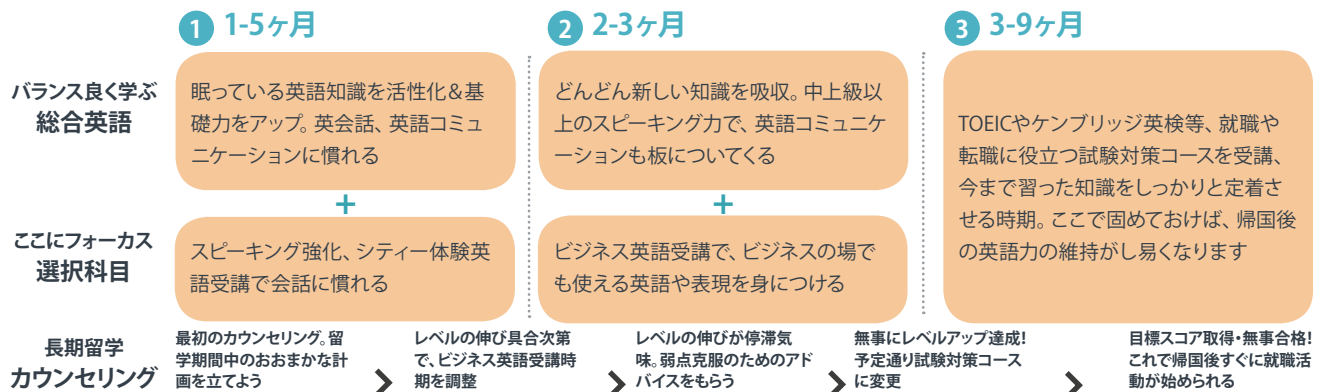 1 1-5ヶ月
2 2-3ヶ月
3 3-9ヶ月
バランス良く学ぶ
総合英語
眠っている英語知識を活性化&基
礎力をアップ。英会話、英語コミュ
ニケーションに慣れる
どんどん新しい知識を吸収。中上級以
上のスピーキング力で、英語コミュニケ
ーションも板についてくる
TOEICやケンブリッジ英検等、就職や
転職に役立つ試験対策コースを受講、
今まで習った知識をしっかりと定着さ
せる時期。ここで固めておけば、帰国後
の英語力の維持がし易くなります
+
+
ここにフォーカス
選択科目
スピーキング強化、シティー体験英
語受講で会話に慣れる
ビジネス英語受講で、ビジネスの場で
も使える英語や表現を身につける
長期留学
カウンセリング
最初のカウンセリング。留
学期間中のおおまかな計
画を立てよう
レベルの伸び具合次第
で、ビジネス英語受講時
期を調整
レベルの伸びが停滞気
味。弱点克服のためのアド
バイスをもらう
無事にレベルアップ達成!
予定通り試験対策コース
に変更
目標スコア取得・無事合格!
これで帰国後すぐに就職活
動が始められる